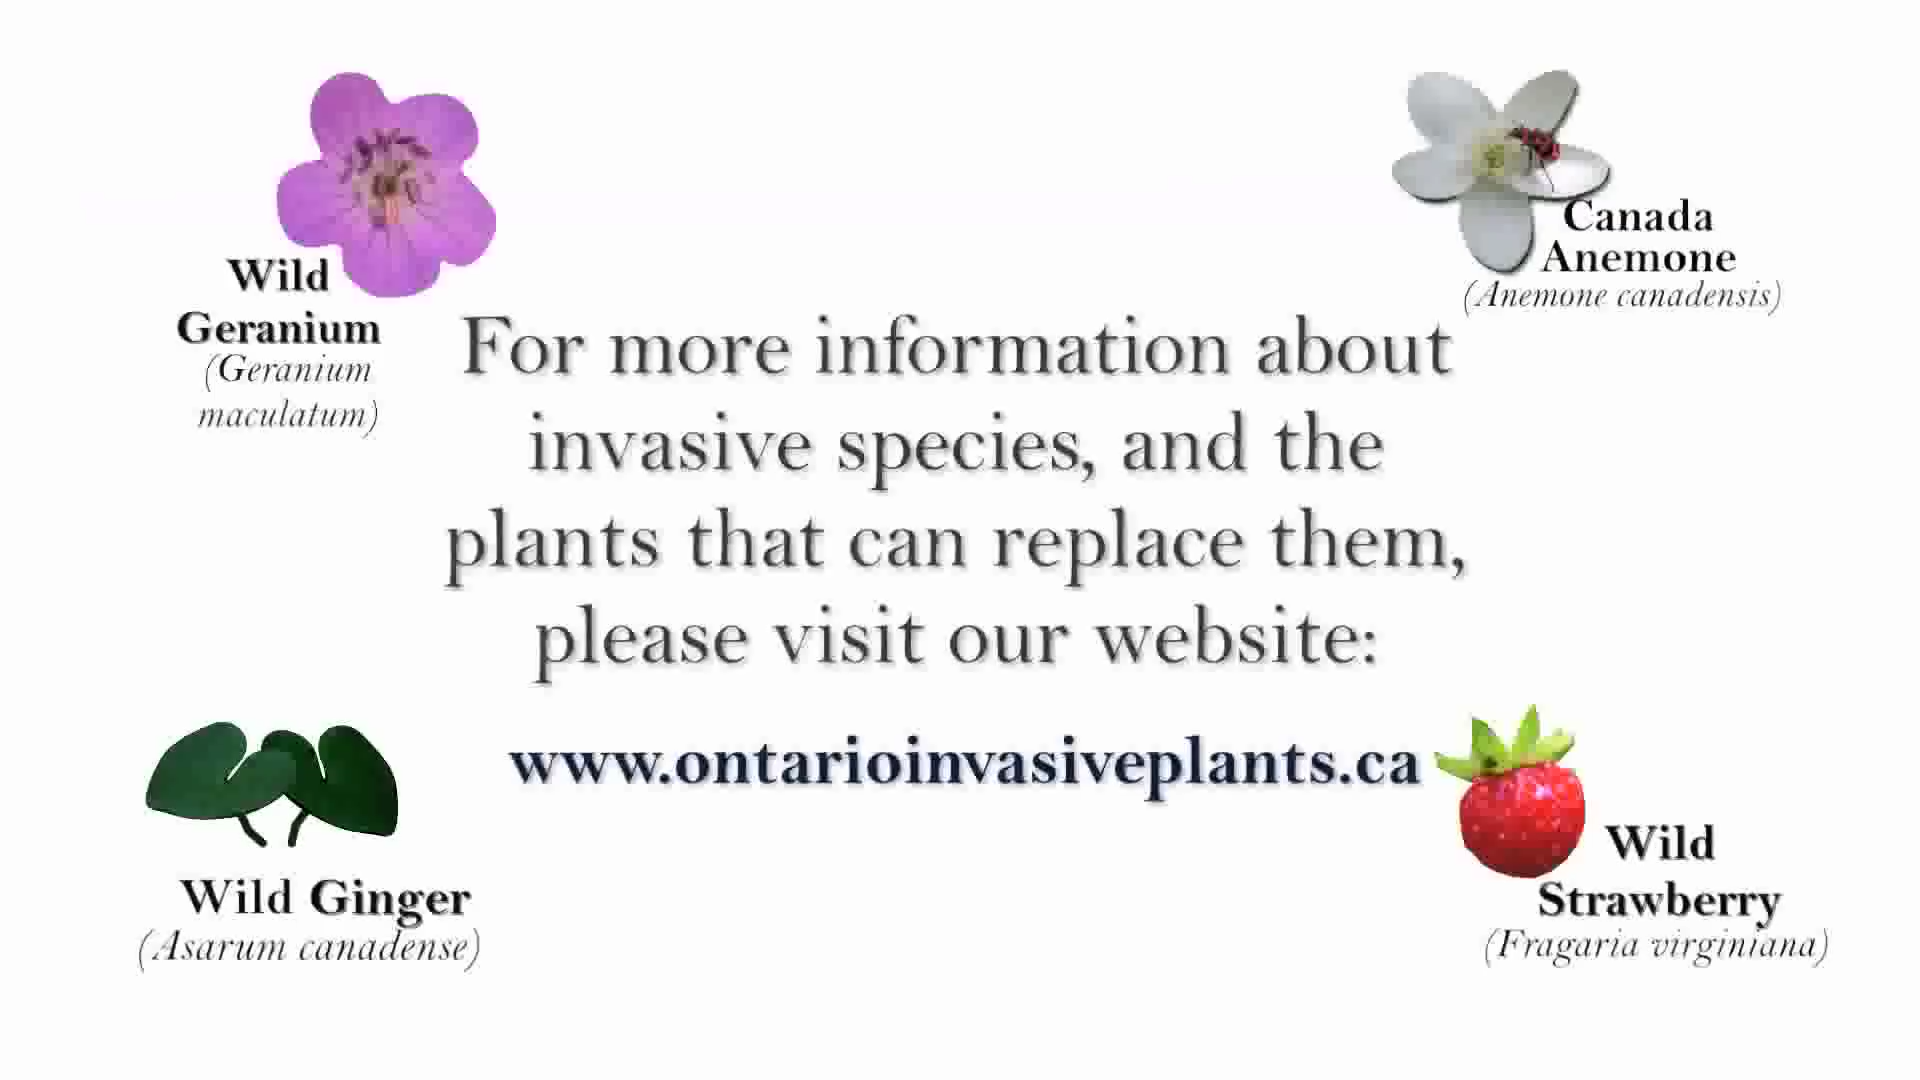 Wild
Geranium
(Geranium
maculatum)
Canada
Anemone
(Anemone canadensis)
For more information about
invasive species, and the
plants that can replace them,
please visit our website:
www.ontarioinvasiveplants.ca
Wild Ginger
(Asarum canadense)
Wild
Strawberry
(Fragaria virginiana)